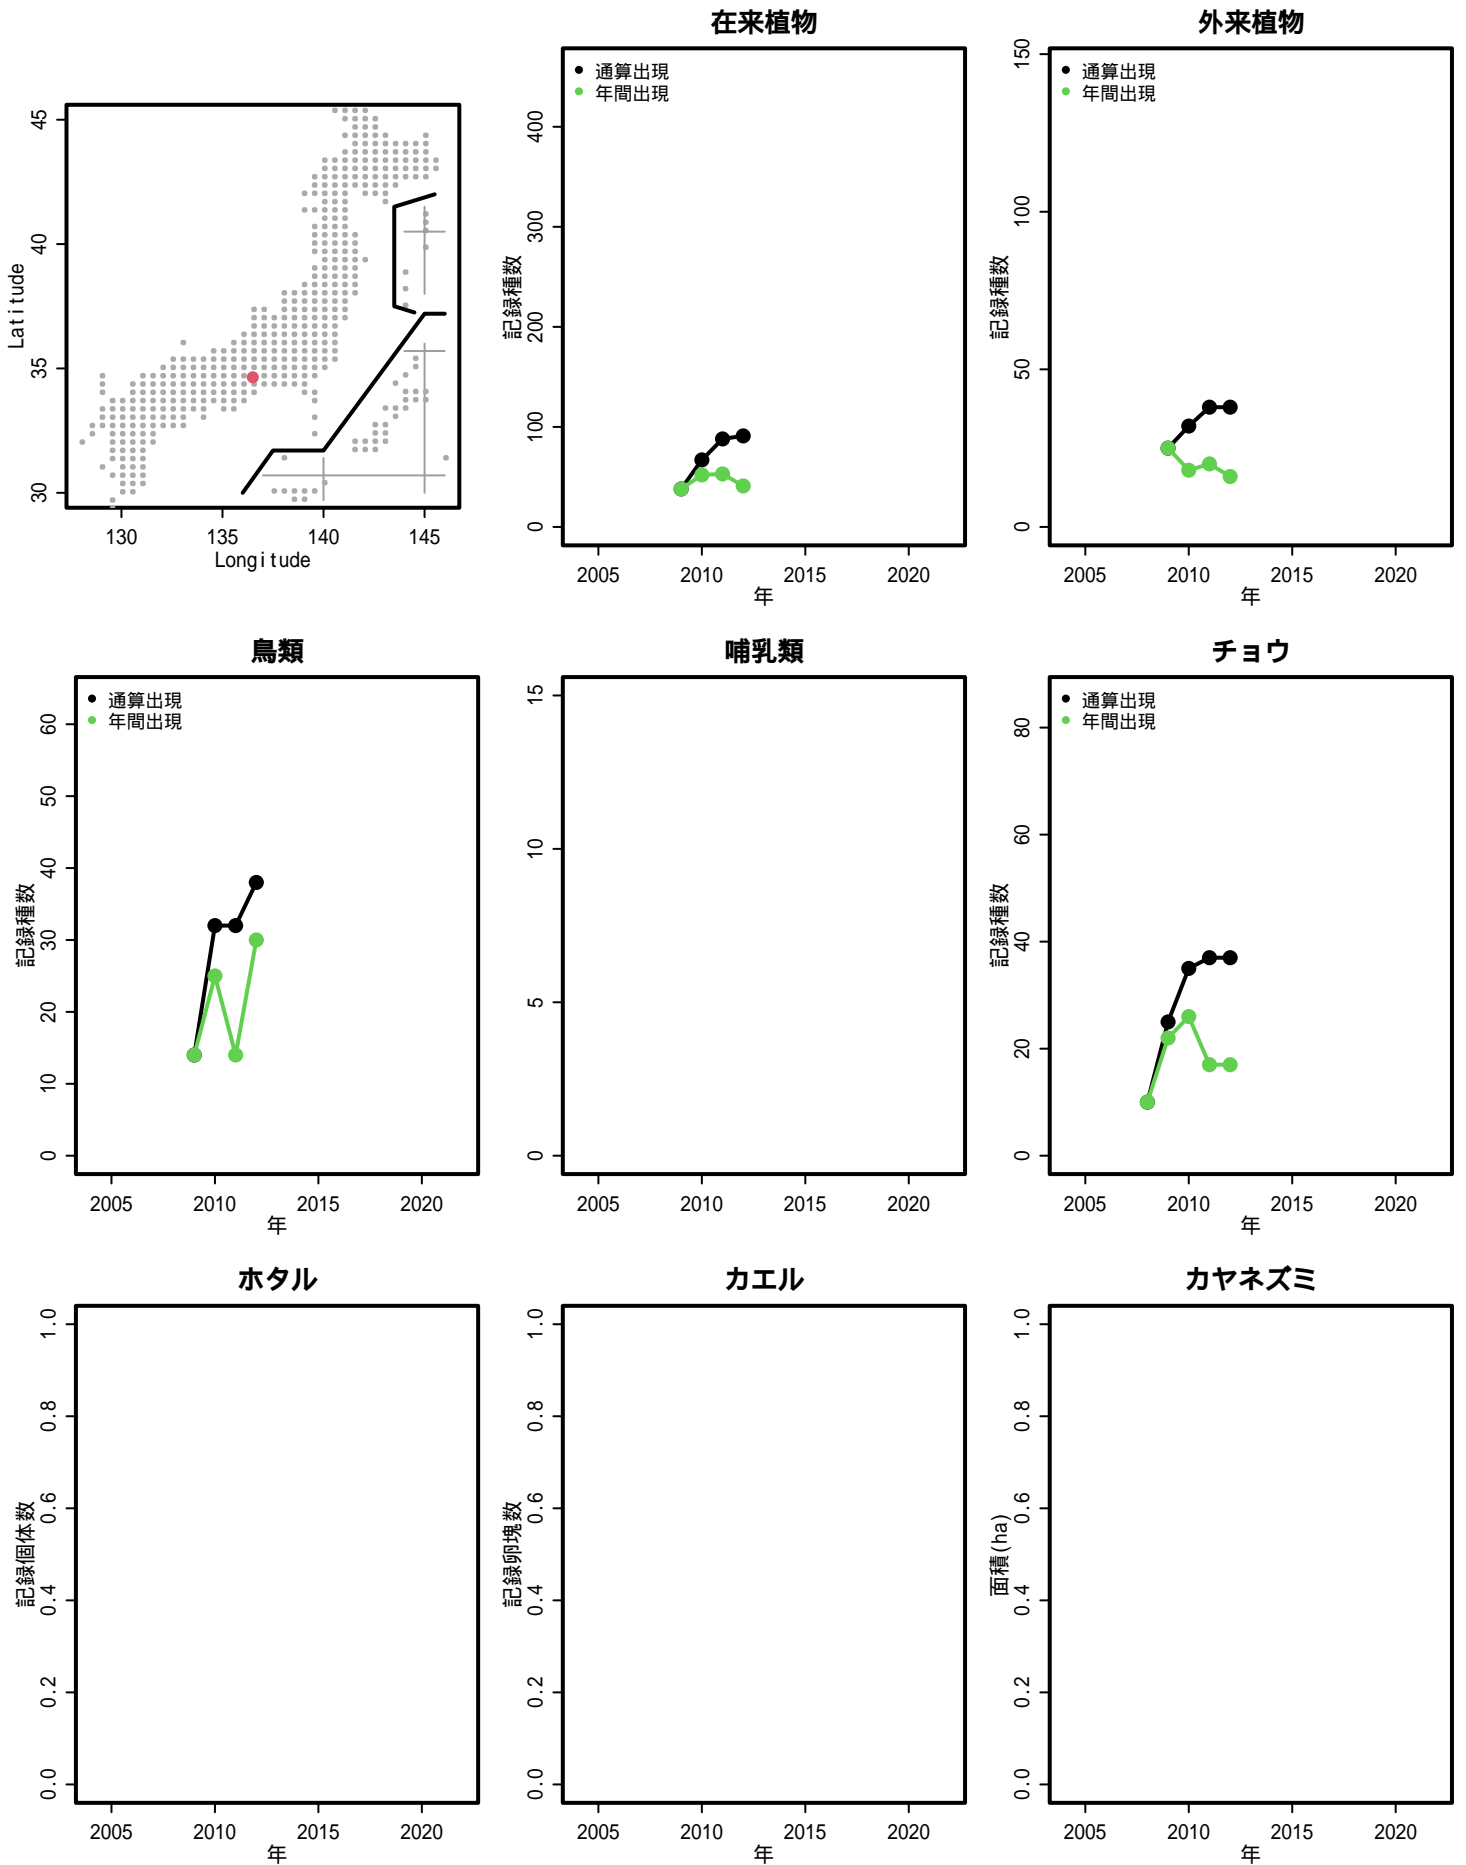 45
40
35
30
Latitude
130
135
140
145
Longitude
在来植物
通算出現
年間出現
400
300
200
100
0
記録種数
2005
2010
2015
2020
年
外来植物
通算出現
年間出現
150
100
50
0
記録種数
2005
2010
2015
2020
年
鳥類
通算出現
年間出現
60
50
40
30
20
10
0
記録種数
2005
2010
2015
2020
年
哺乳類
15
10
5
0
2005
2010
2015
2020
年
チョウ
通算出現
年間出現
80
60
40
20
0
記録種数
2005
2010
2015
2020
年
ホタル
1.0
0.8
0.6
0.4
0.2
0.0
記録個体数
2005
2010
2015
2020
年
カエル
1.0
0.8
0.6
0.4
0.2
0.0
記録卵塊数
2005
2010
2015
2020
年
カヤネズミ
1.0
0.8
0.6
0.4
0.2
0.0
面積(ha)
2005
2010
2015
2020
年